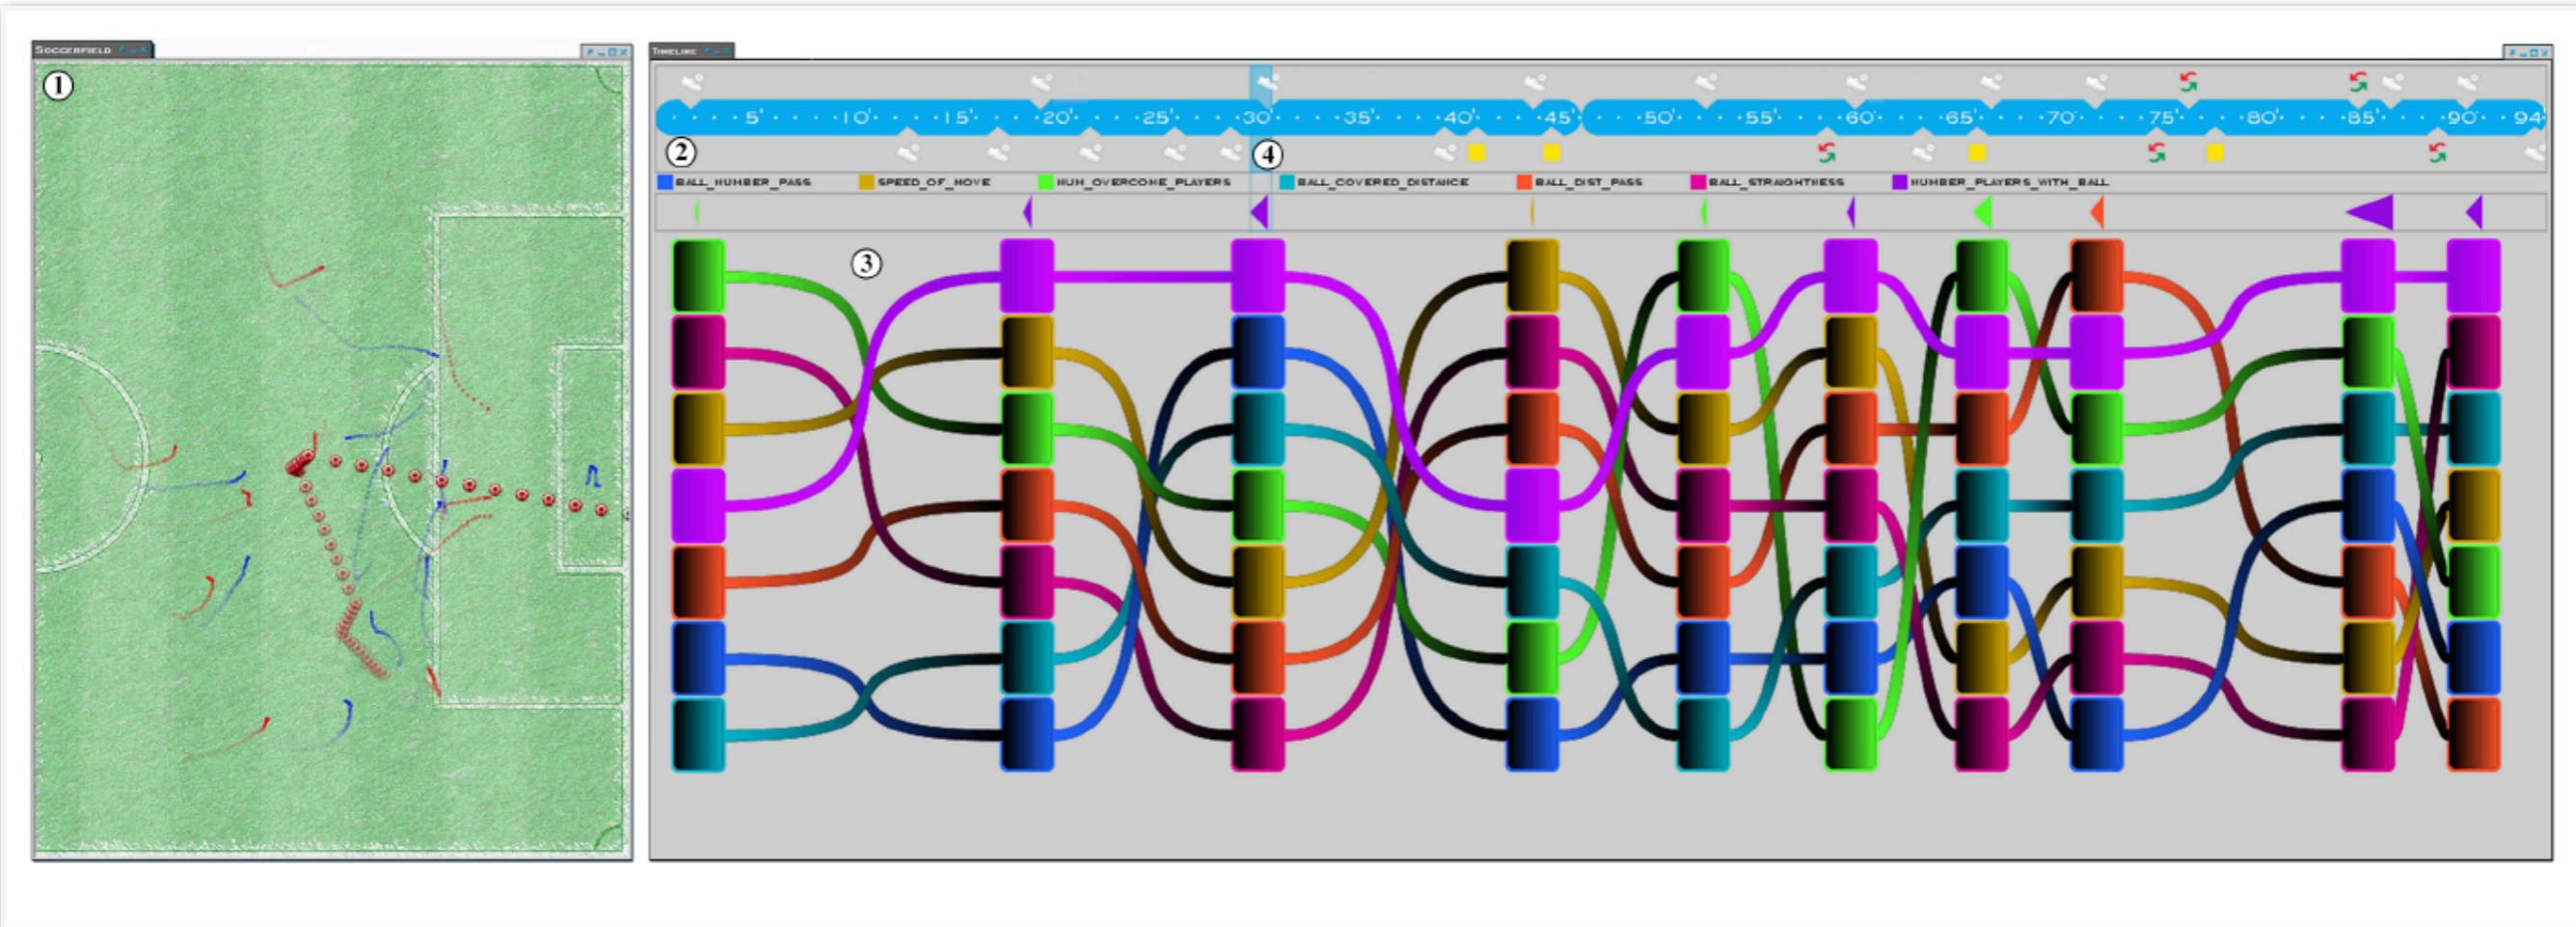 SOCCERFIELD
TIMELINE
1
5' 10' 15' 20' 25' 30' 35' 40' 45' 50' 55' 60' 65' 70' 75' 80' 85' 90' 94
2
4
BALL_NUMBER_PASS SPEED_OF_MOVE NUM_OVERCOME_PLAYERS BALL_COVERED_DISTANCE BALL_DIST_PASS BALL_STRAIGHTNESS NUMBER_PLAYERS_WITH_BALL
3